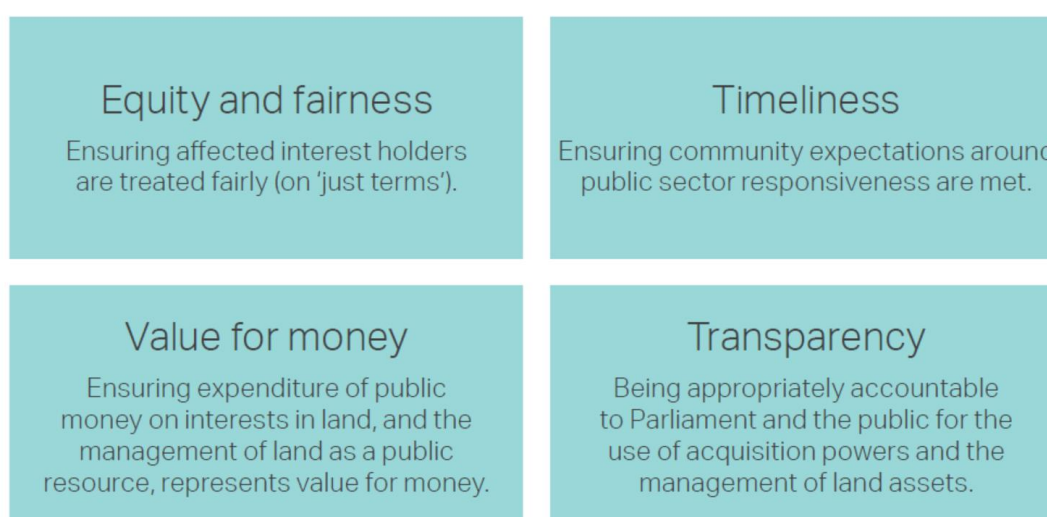 Equity and fairness
Ensuring affected interest holders
are treated fairly (on ‘just terms’).
Timeliness
Ensuring community expectations around
public sector responsiveness are met.
Value for money
Ensuring expenditure of public
money on interests in land, and the
management of land as a public
resource, represents value for money.
Transparency
Being appropriately accountable
to Parliament and the public for the
use of acquisition powers and the
management of land assets.